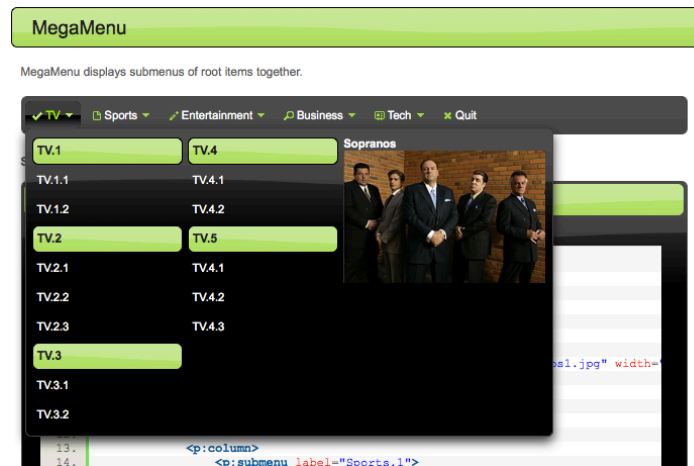 MegaMenu
MegaMenu displays submenus of root items together.
TV Sports Entertainment Business Tech Quit
TV.1
TV.1.1
TV.1.2
TV.2
TV.2.1
TV.2.2
TV.2.3
TV.3
TV.3.1
TV.3.2
TV.4
TV.4.1
TV.4.2
TV.5
TV.4.1
TV.4.2
TV.4.3
Sopranos
os1.jpg" width="
13. <p:column>
14. <p:submenu label="Sports.1">